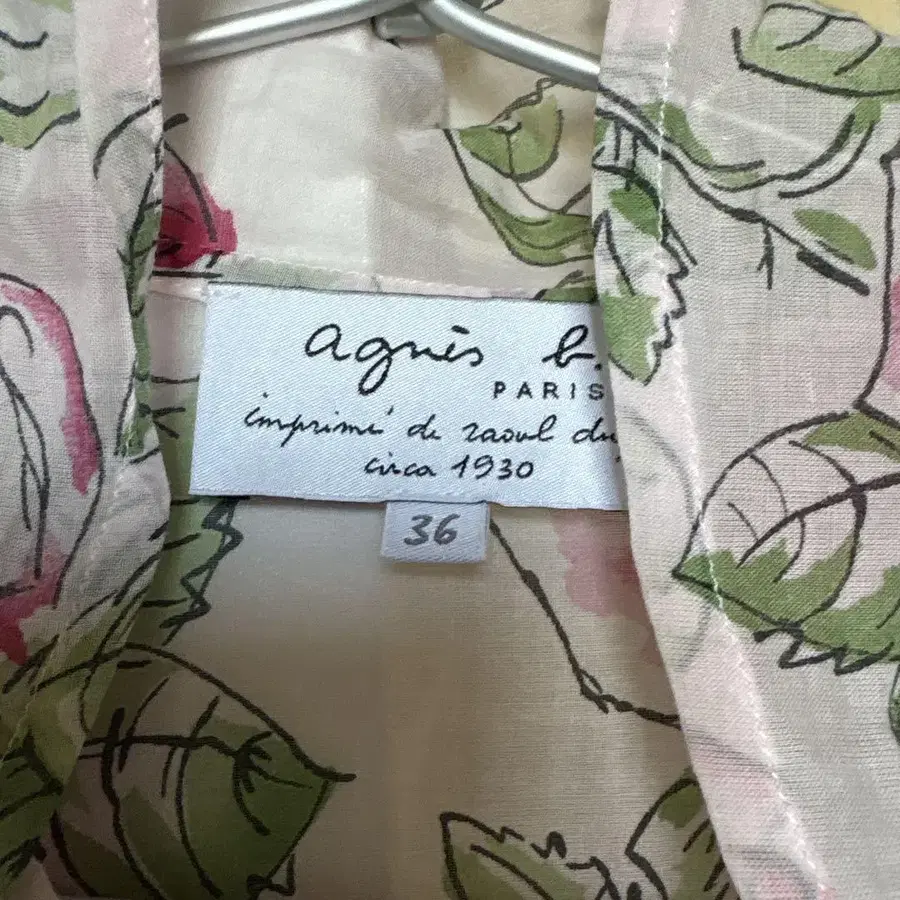 agnès b.
PARIS
imprimé de raoul du
circa 1930
36